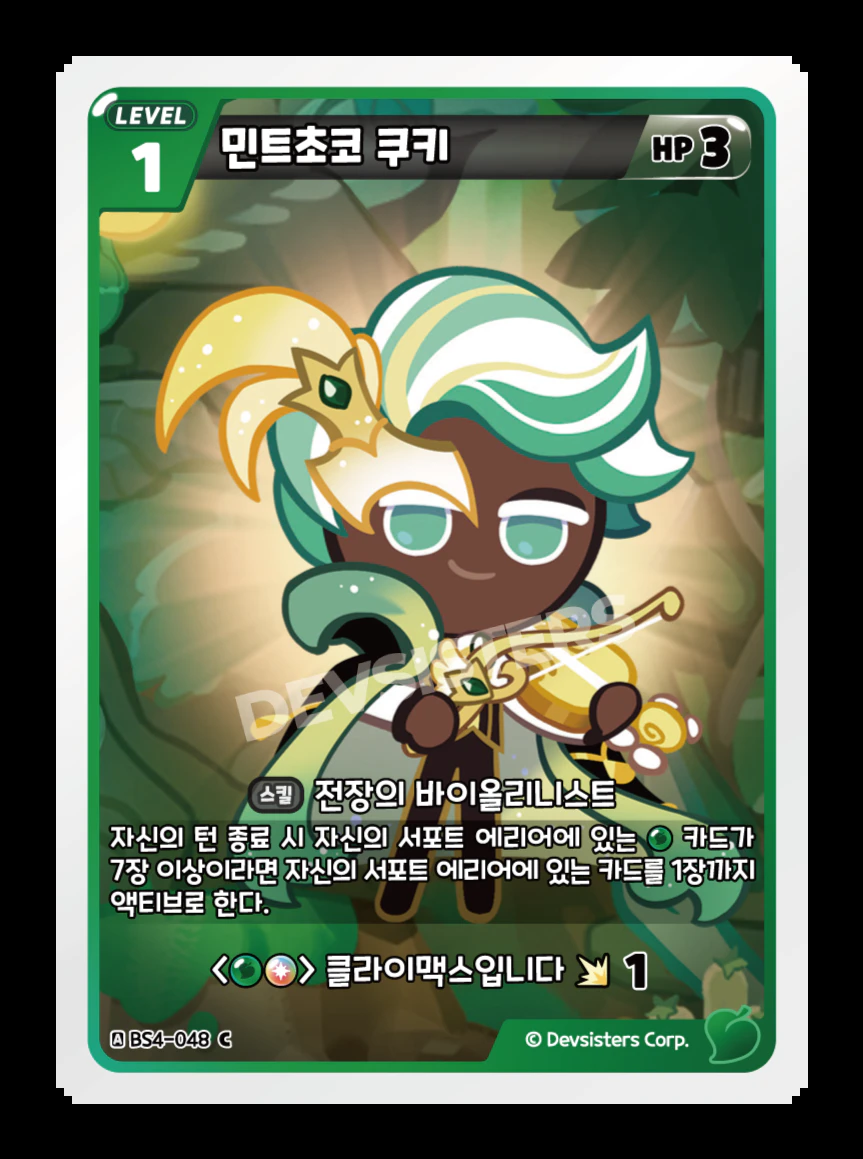 LEVEL
1
민트초코 쿠키
HP 3
DEVSISTERS
스킬 전장의 바이올리니스트
자신의 턴 종료 시 자신의 서포트 에리어에 있는 카드가
7장 이상이라면 자신의 서포트 에리어에 있는 카드를 1장까지
액티브로 한다.
< > 클라이맥스입니다 1
A BS4-048 C
© Devsisters Corp.